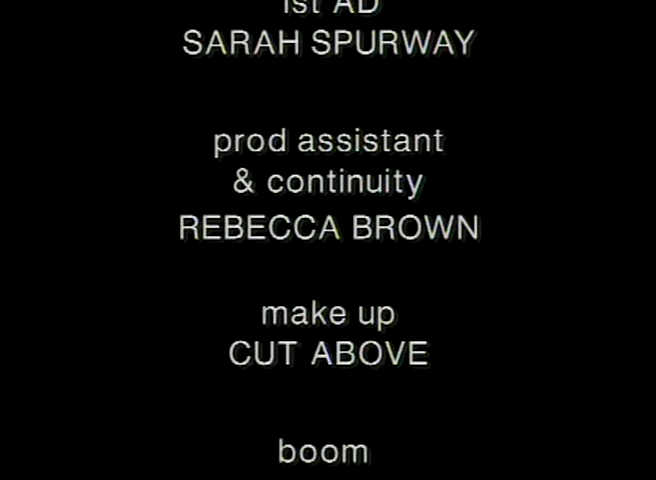 1st AD
SARAH SPURWAY
prod assistant
& continuity
REBECCA BROWN
make up
CUT ABOVE
boom